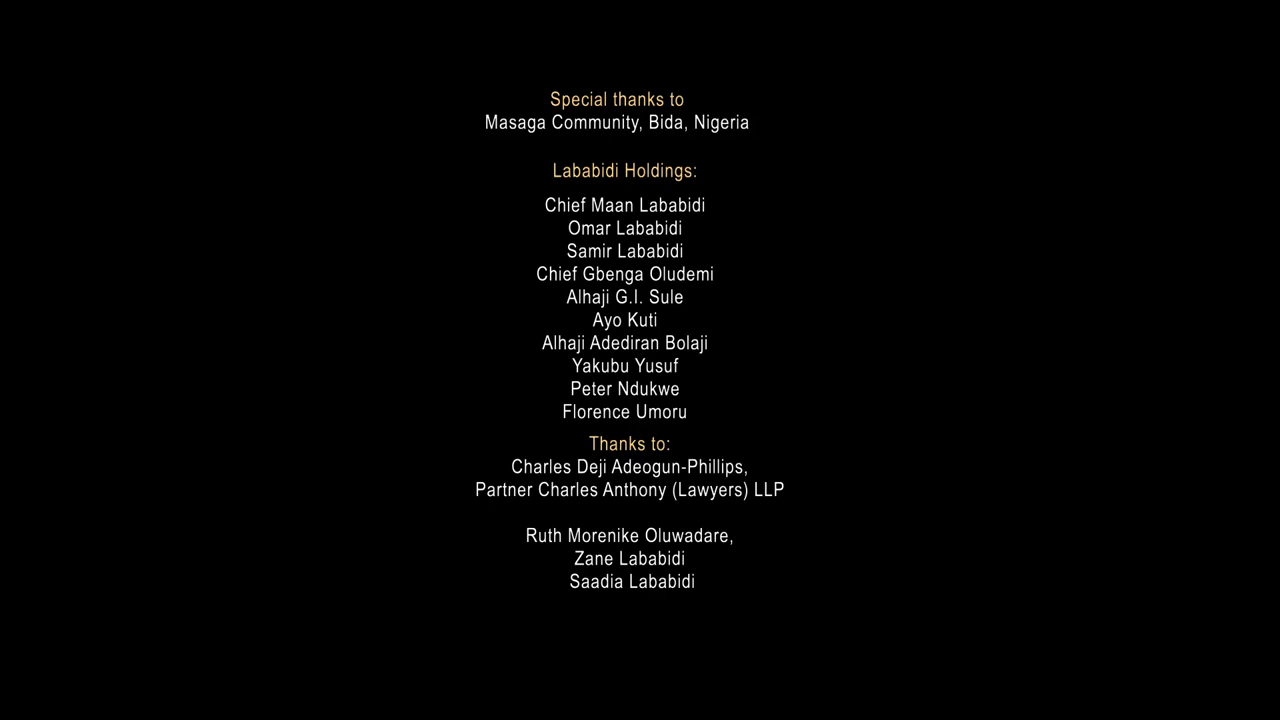 Special thanks to
Masaga Community, Bida, Nigeria
Lababidi Holdings:
Chief Maan Lababidi
Omar Lababidi
Samir Lababidi
Chief Gbenga Oludemi
Alhaji G.I. Sule
Ayo Kuti
Alhaji Adediran Bolaji
Yakubu Yusuf
Peter Ndukwe
Florence Umoru
Thanks to:
Charles Deji Adeogun-Phillips,
Partner Charles Anthony (Lawyers) LLP
Ruth Morenike Oluwadare,
Zane Lababidi
Saadia Lababidi